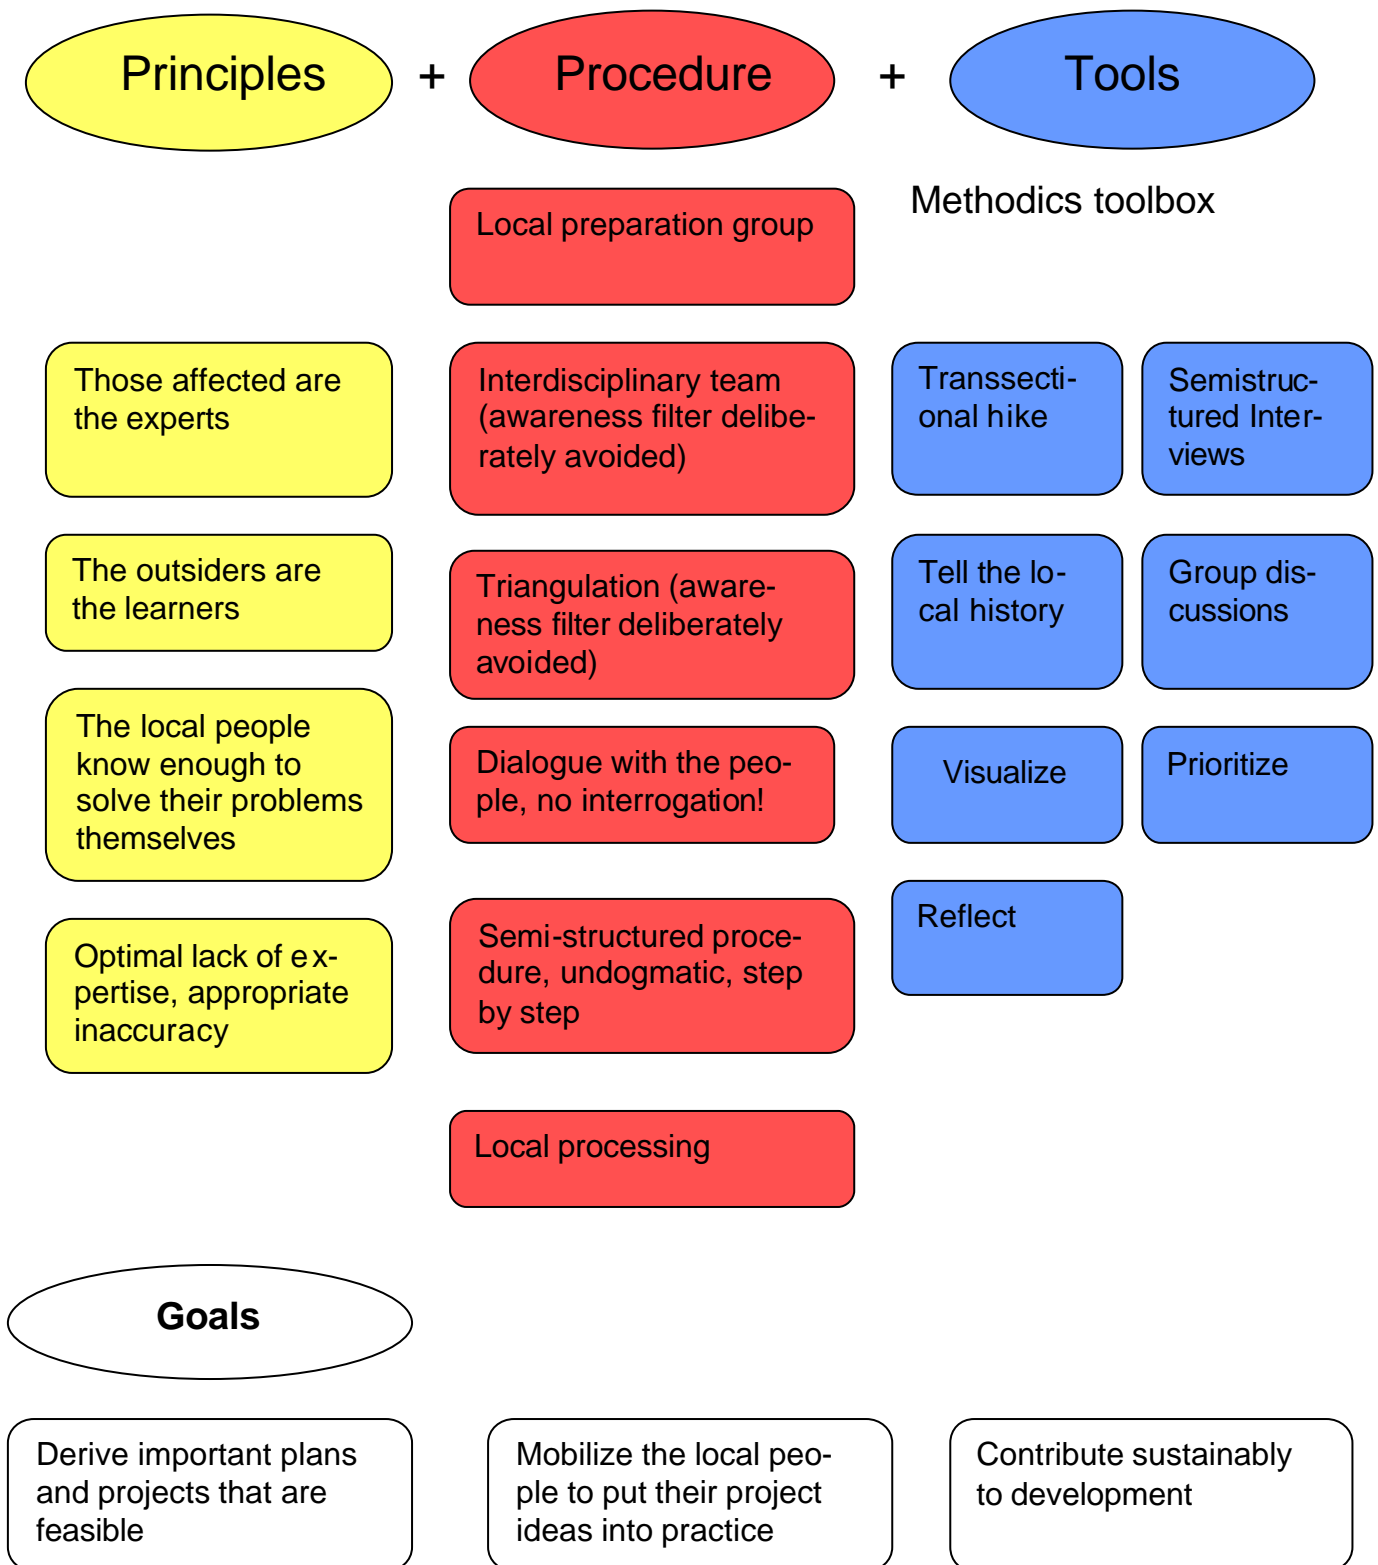 Principles + Procedure + Tools
Methodics toolbox
Local preparation group
Those affected are
the experts
The outsiders are
the learners
The local people
know enough to
solve their problems
themselves
Optimal lack of ex-
pertise, appropriate
inaccuracy
Interdisciplinary team
(awareness filter delibe-
rately avoided)
Triangulation (aware-
ness filter deliberately
avoided)
Dialogue with the peo-
ple, no interrogation!
Semi-structured proce-
dure, undogmatic, step
by step
Local processing
Transsecti-
onal hike
Semistruc-
tured Inter-
views
Tell the lo-
cal history
Group dis-
cussions
Visualize
Prioritize
Reflect
Goals
Derive important plans
and projects that are
feasible
Mobilize the local peo-
ple to put their project
ideas into practice
Contribute sustainably
to development